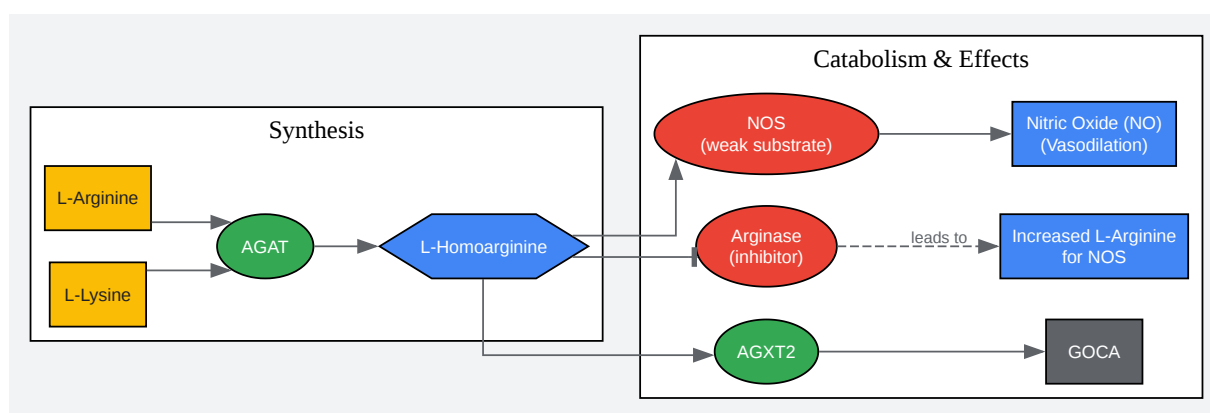 Synthesis
L-Arginine
L-Lysine
AGAT
L-Homoarginine
Catabolism & Effects
NOS
(weak substrate)
Nitric Oxide (NO)
(Vasodilation)
Arginase
(inhibitor)
leads to
Increased L-Arginine
for NOS
AGXT2
GOCA